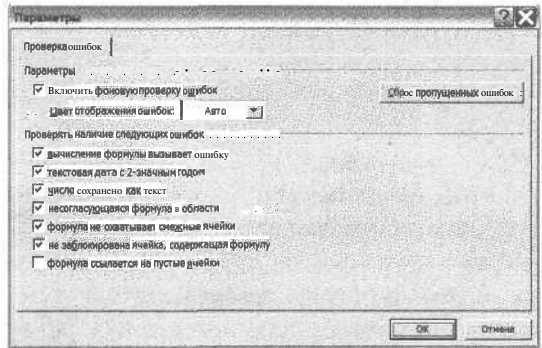 Параметры
Проверка ошибок
Параметры
Включить фоновую проверку ошибок
Сброс пропущенных ошибок
Цвет отображения ошибок: Авто
Проверять наличие следующих ошибок
вычисление формулы вызывает ошибку
текстовая дата с 2-значным годом
число сохранено как текст
несогласующаяся формула в области
формула не охватывает смежные ячейки
не заблокирована ячейка, содержащая формулу
формула ссылается на пустые ячейки
ОК Отмена